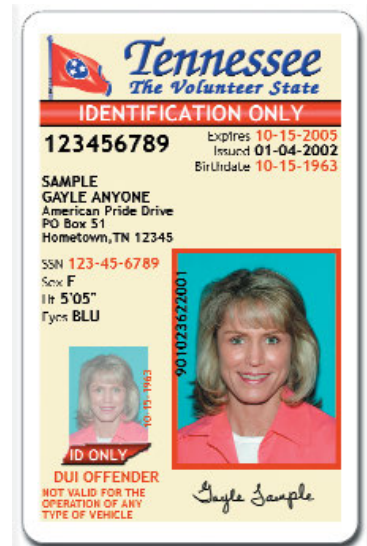 Tennessee
The Volunteer State
IDENTIFICATION ONLY
123456789
Expires 10-15-2005
Issued 01-04-2002
Birthdate 10-15-1963
SAMPLE
GAYLE ANYONE
American Pride Drive
PO Box 51
Hometown,TN 12345
SSN 123-45-6789
Sex F
Ht 5'05"
Eyes BLU
10-15-1963
901023622001
ID ONLY
DUI OFFENDER
NOT VALID FOR THE
OPERATION OF ANY
TYPE OF VEHICLE
Gayle Sample